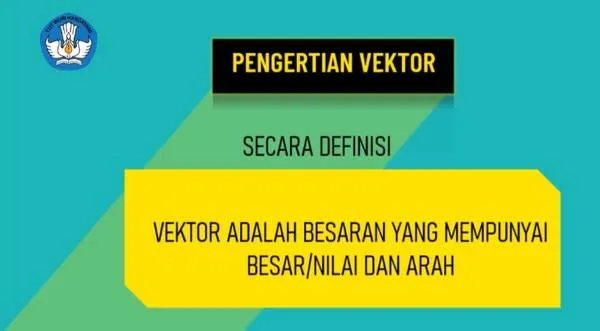 PENGERTIAN VEKTOR
SECARA DEFINISI
VEKTOR ADALAH BESARAN YANG MEMPUNYAI
BESAR/NILAI DAN ARAH